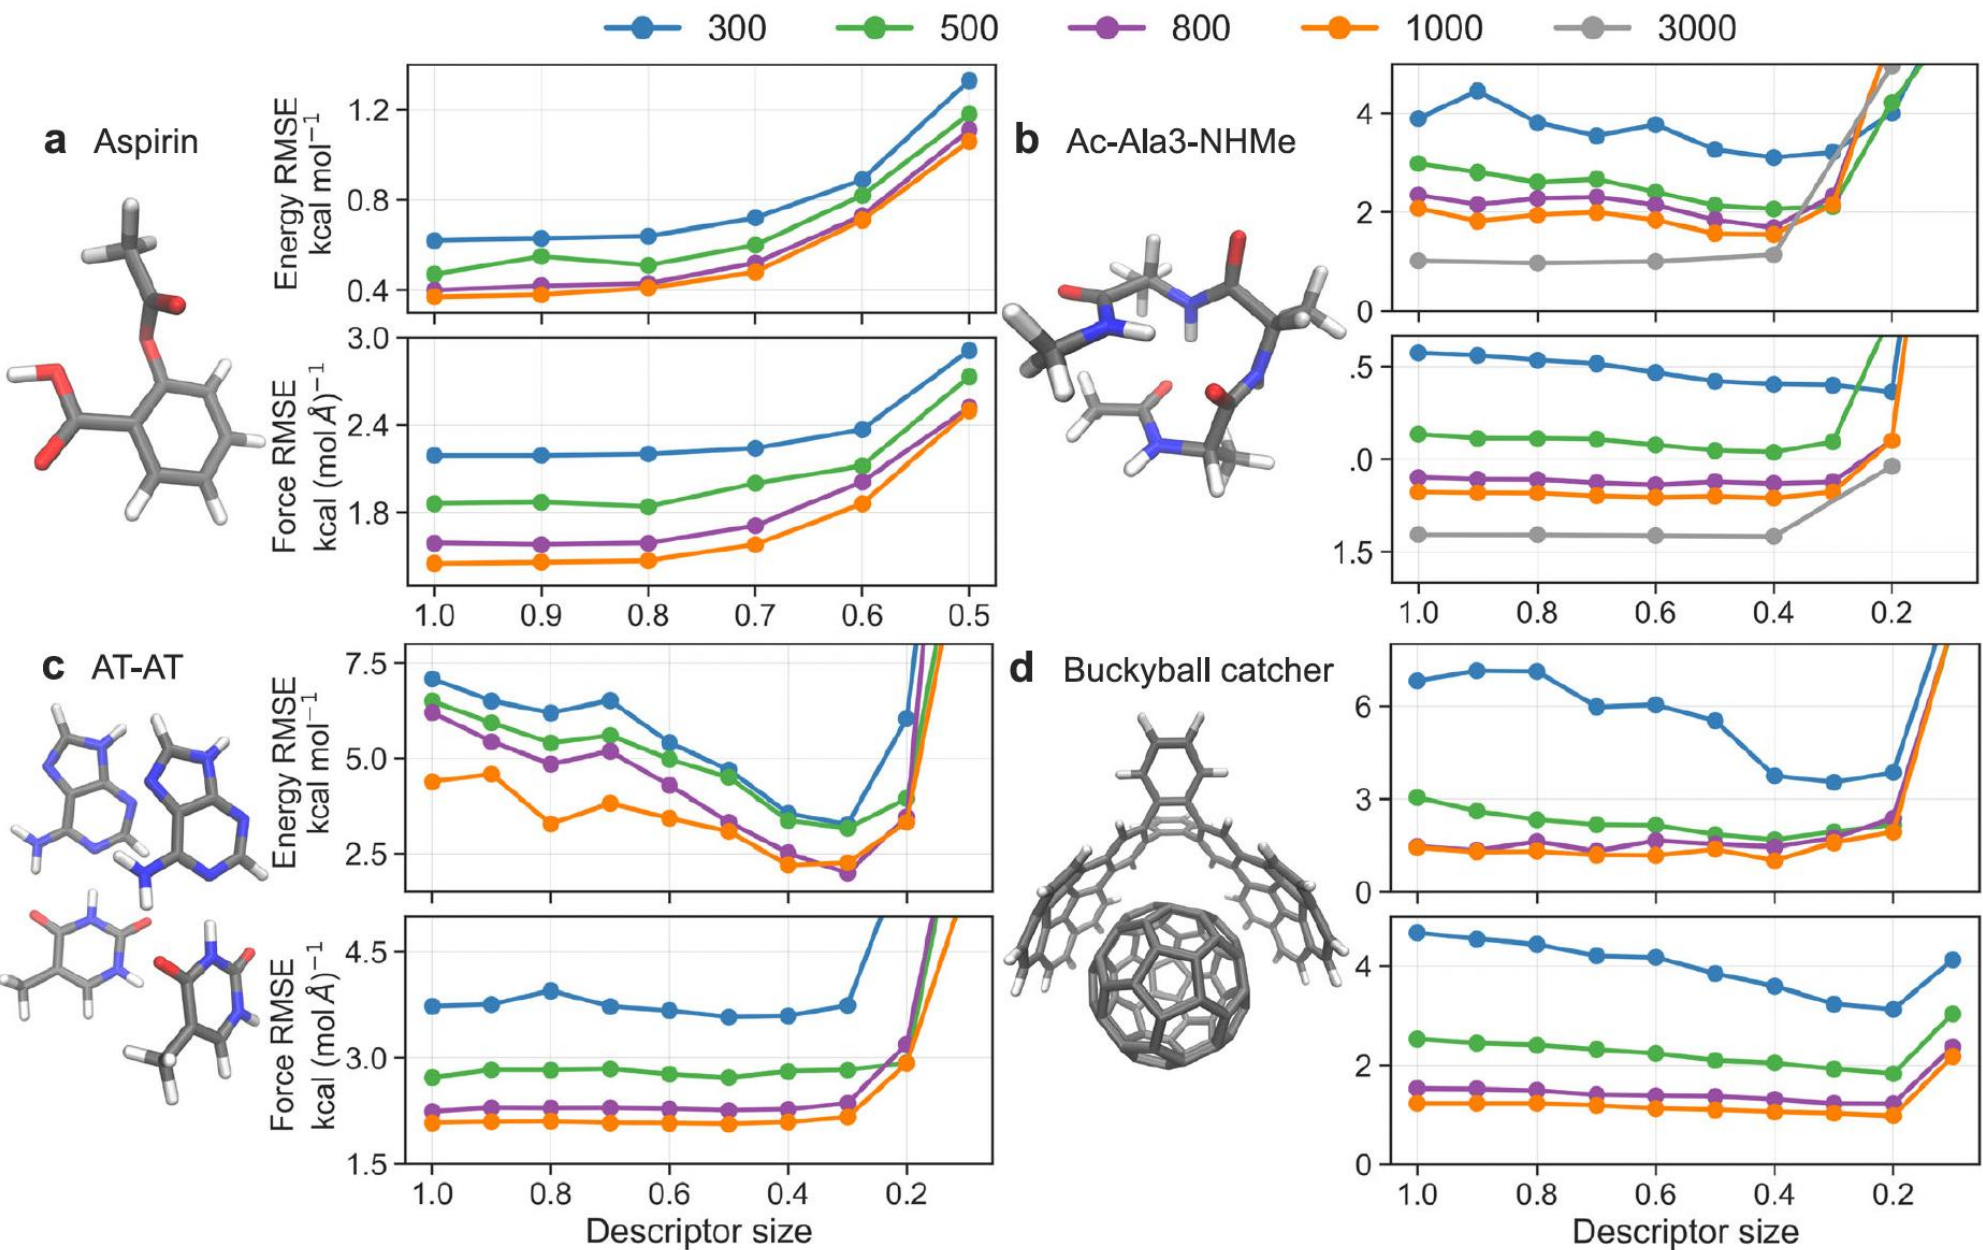 300 500 800 1000 3000
a Aspirin
Energy RMSE
kcal mol⁻¹
1.2
0.8
0.4
Force RMSE
kcal (mol Å)⁻¹
3.0
2.4
1.8
1.0 0.9 0.8 0.7 0.6 0.5
b Ac-Ala3-NHMe
4
2
0
.5
.0
1.5
1.0 0.8 0.6 0.4 0.2
c AT-AT
Energy RMSE
kcal mol⁻¹
7.5
5.0
2.5
Force RMSE
kcal (mol Å)⁻¹
4.5
3.0
1.5
1.0 0.8 0.6 0.4 0.2
Descriptor size
d Buckyball catcher
6
3
0
4
2
0
1.0 0.8 0.6 0.4 0.2
Descriptor size